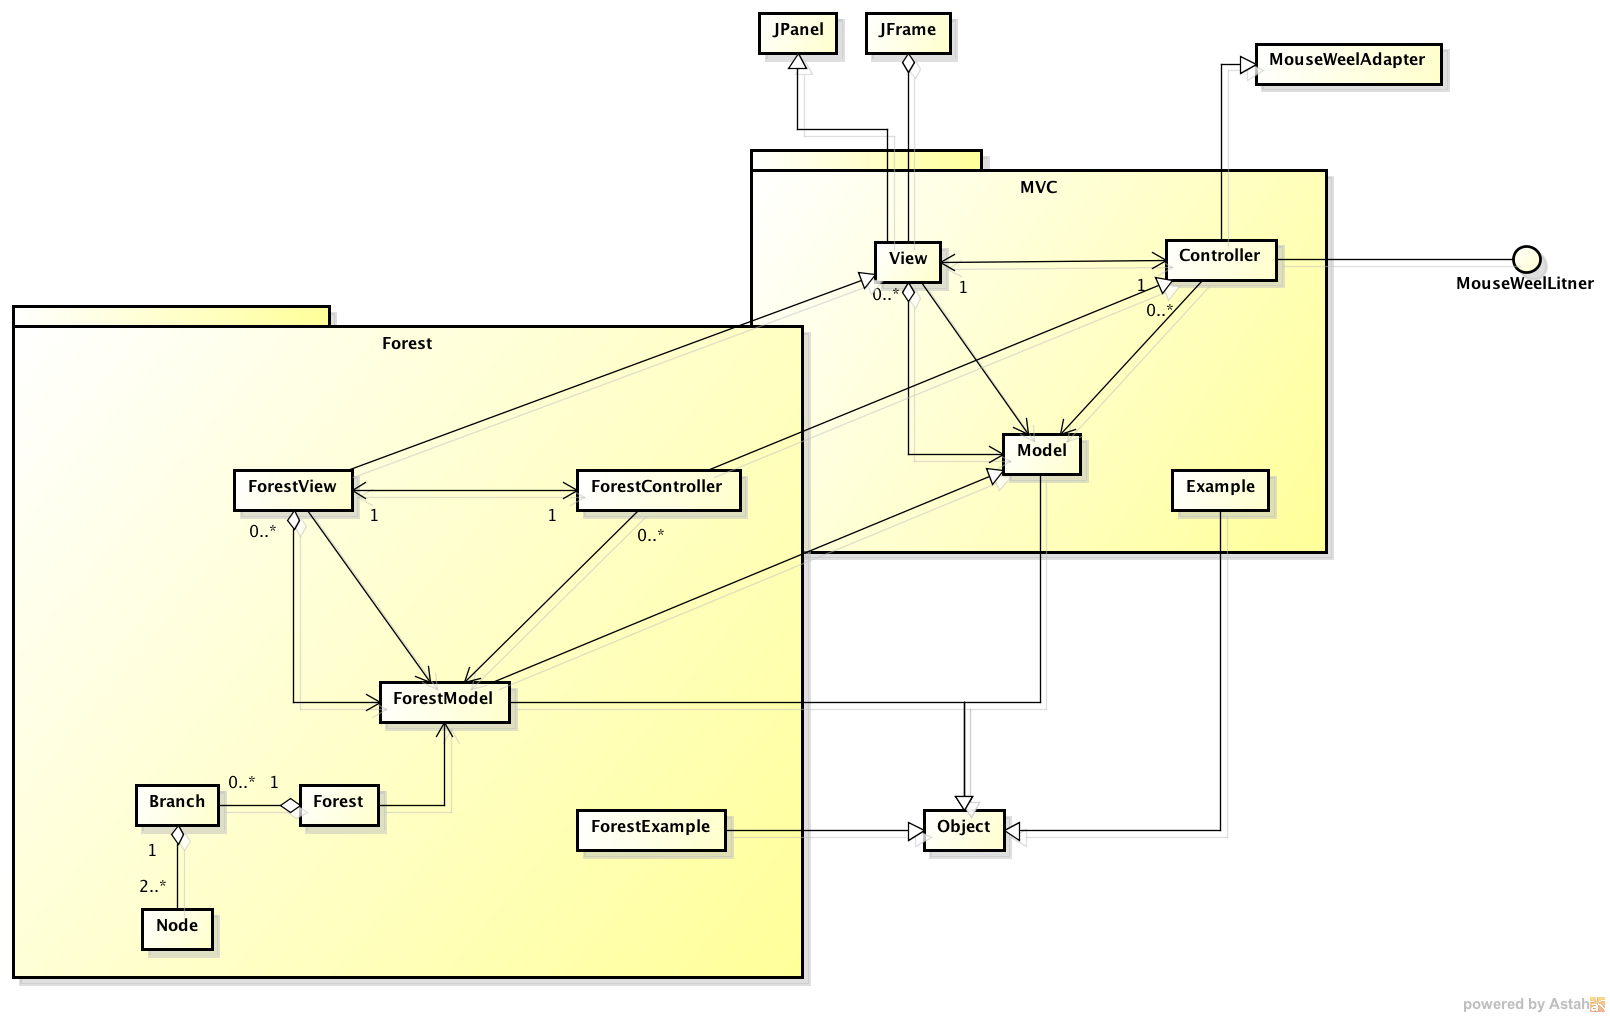 JPanel
JFrame
MouseWeelAdapter
MVC
View
Controller
MouseWeelLitner
0..*
1
1
0..*
Forest
Model
ForestView
ForestController
Example
0..*
1
1
0..*
ForestModel
0..*
1
Branch
Forest
ForestExample
Object
1
2..*
Node
powered by Astah